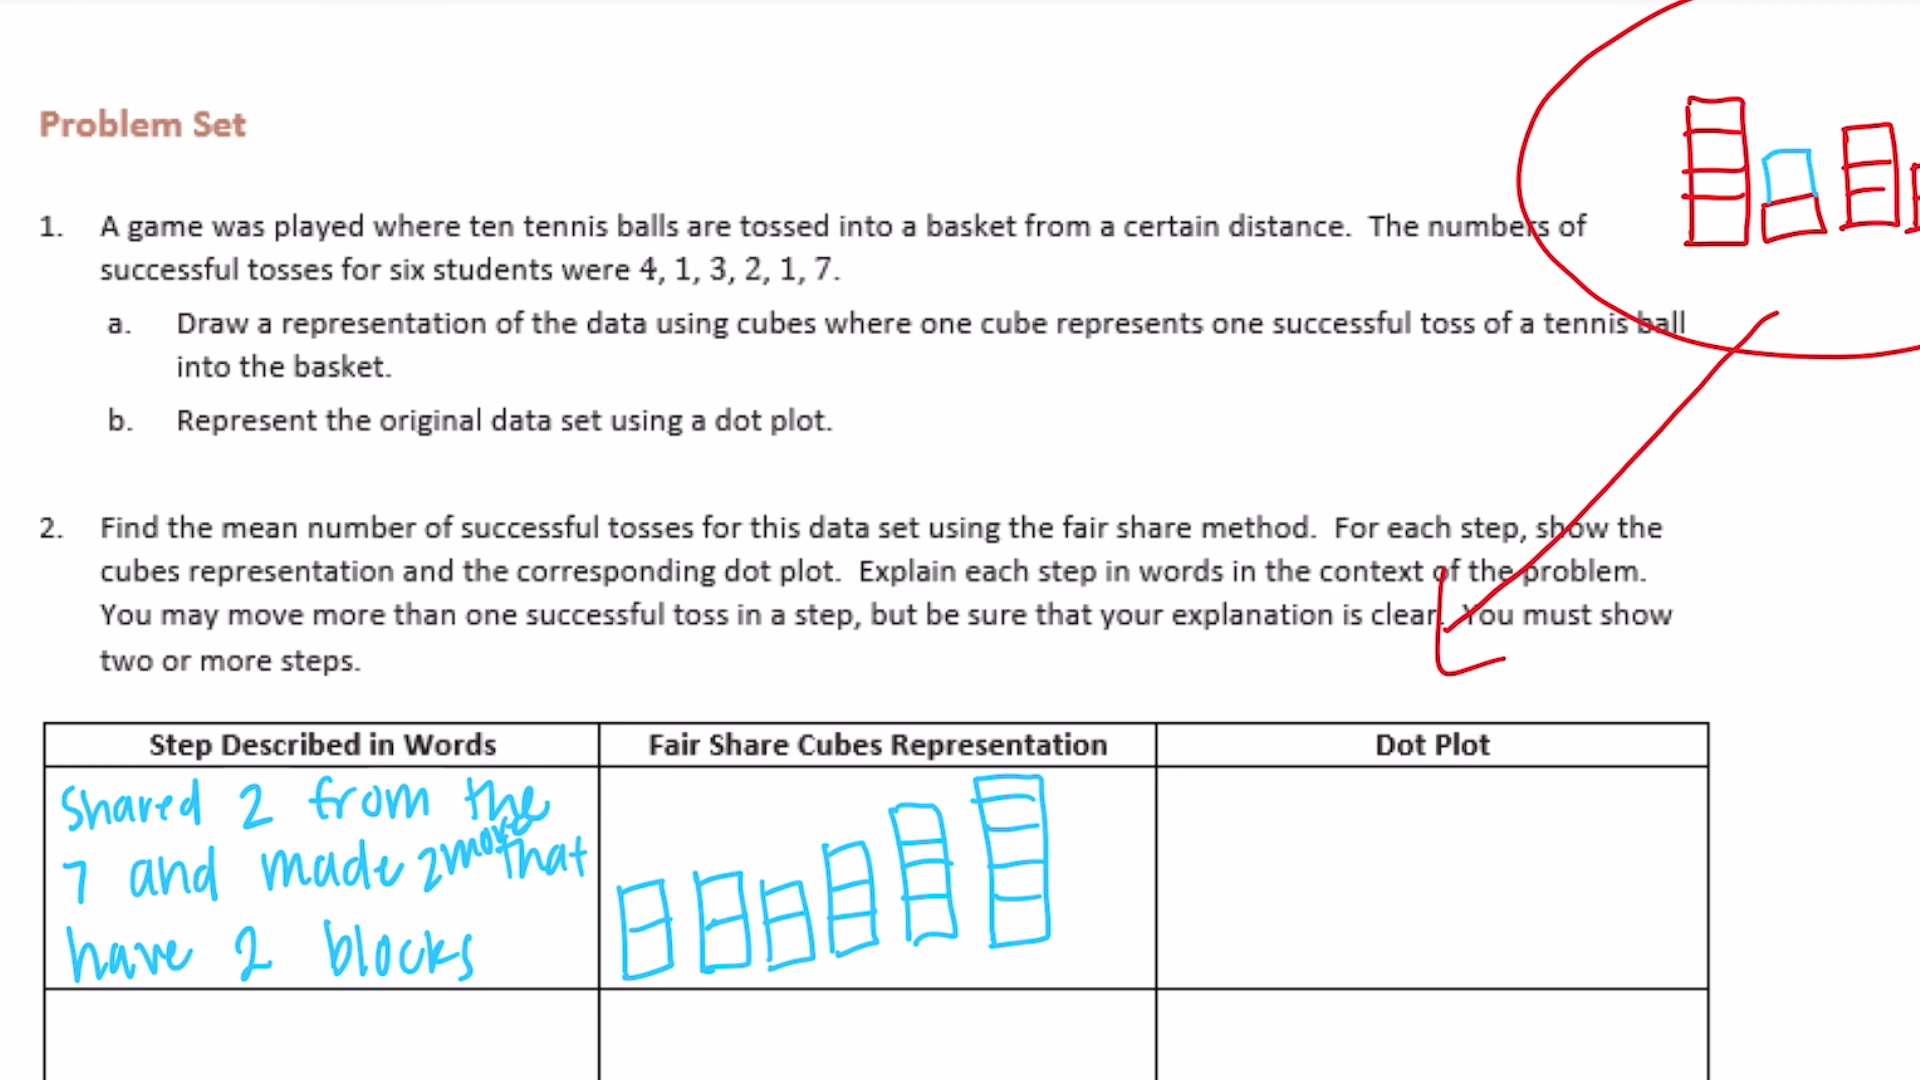 Problem Set
1. A game was played where ten tennis balls are tossed into a basket from a certain distance. The numbers of
successful tosses for six students were 4, 1, 3, 2, 1, 7.
a. Draw a representation of the data using cubes where one cube represents one successful toss of a tennis ball
into the basket.
b. Represent the original data set using a dot plot.
2. Find the mean number of successful tosses for this data set using the fair share method. For each step, show the
cubes representation and the corresponding dot plot. Explain each step in words in the context of the problem.
You may move more than one successful toss in a step, but be sure that your explanation is clear. You must show
two or more steps.
Step Described in Words
Fair Share Cubes Representation
Dot Plot
Shared 2 from the
7 and made 2 more that
have 2 blocks